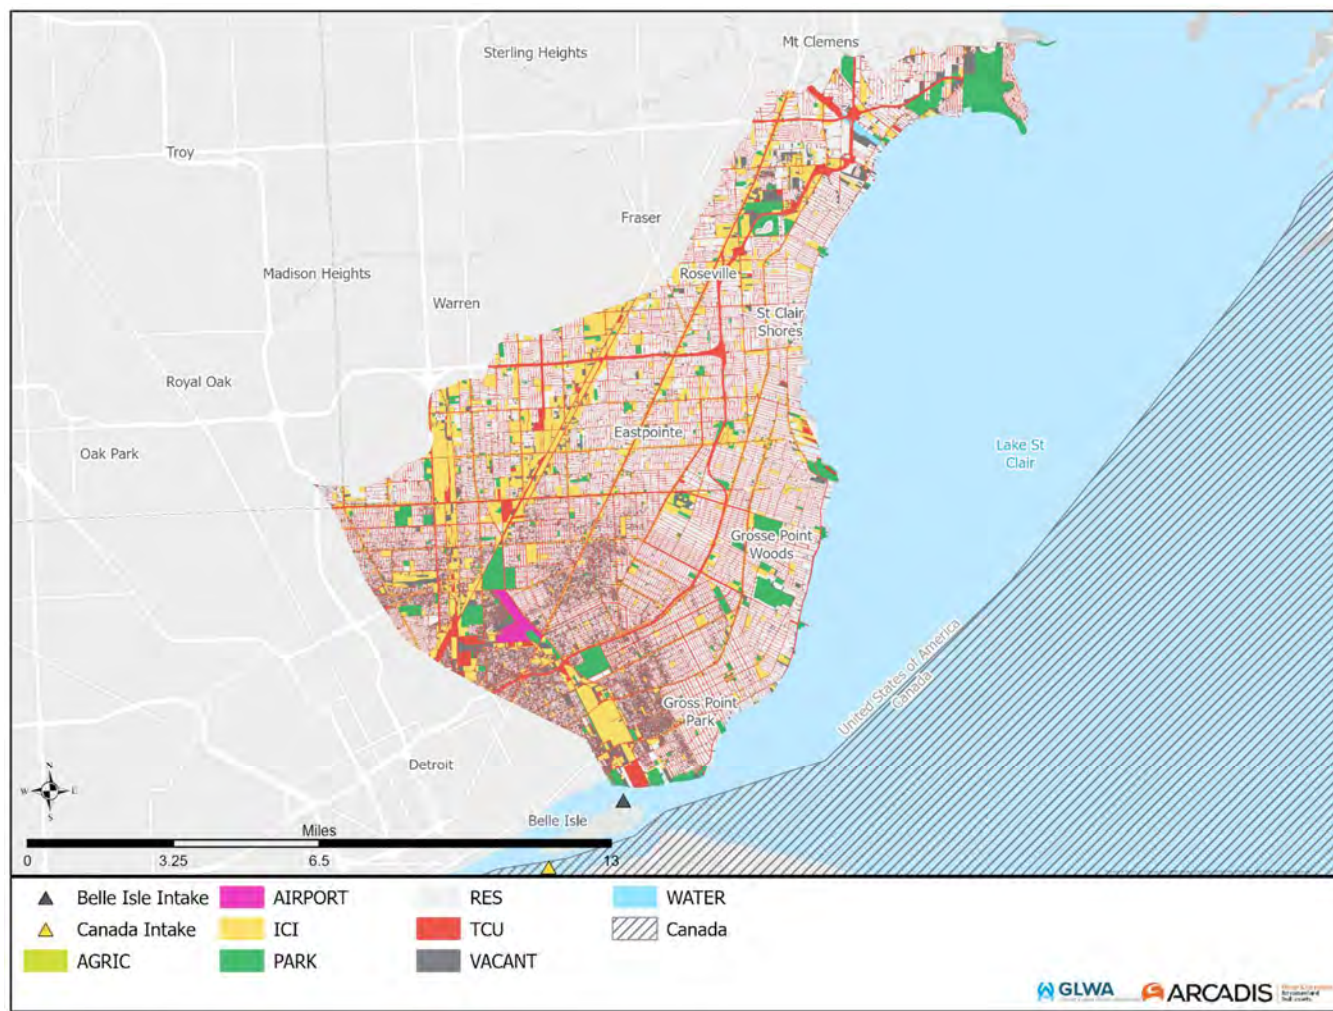 Mt Clemens
Sterling Heights
Troy
Fraser
Madison Heights
Roseville
Warren
St Clair
Shores
Royal Oak
Eastpointe
Oak Park
Lake St
Clair
Grosse Point
Woods
United States of America
Canada
Gross Point
Park
Detroit
N
W E
S
Belle Isle
Miles
0 3.25 6.5 13
Belle Isle Intake AIRPORT RES WATER
Canada Intake ICI TCU Canada
AGRIC PARK VACANT
GLWA ARCADIS